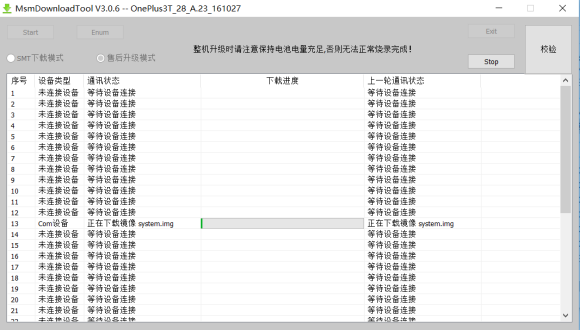 MsmDownloadTool V3.0.6 -- OnePlus3T_28_A.23_161027
Start Enum Exit
整机升级时请注意保持电池电量充足,否则无法正常烧录完成!
校验
SMT下载模式 售后升级模式 Stop
序号 设备类型 通讯状态 下载进度 上一轮通讯状态
1 未连接设备 等待设备连接 等待设备连接
2 未连接设备 等待设备连接 等待设备连接
3 未连接设备 等待设备连接 等待设备连接
4 未连接设备 等待设备连接 等待设备连接
5 未连接设备 等待设备连接 等待设备连接
6 未连接设备 等待设备连接 等待设备连接
7 未连接设备 等待设备连接 等待设备连接
8 未连接设备 等待设备连接 等待设备连接
9 未连接设备 等待设备连接 等待设备连接
10 未连接设备 等待设备连接 等待设备连接
11 未连接设备 等待设备连接 等待设备连接
12 未连接设备 等待设备连接 等待设备连接
13 Com设备 正在下载镜像 system.img 正在下载镜像 system.img
14 未连接设备 等待设备连接 等待设备连接
15 未连接设备 等待设备连接 等待设备连接
16 未连接设备 等待设备连接 等待设备连接
17 未连接设备 等待设备连接 等待设备连接
18 未连接设备 等待设备连接 等待设备连接
19 未连接设备 等待设备连接 等待设备连接
20 未连接设备 等待设备连接 等待设备连接
21 未连接设备 等待设备连接 等待设备连接
22 未连接设备 等待设备连接 等待设备连接